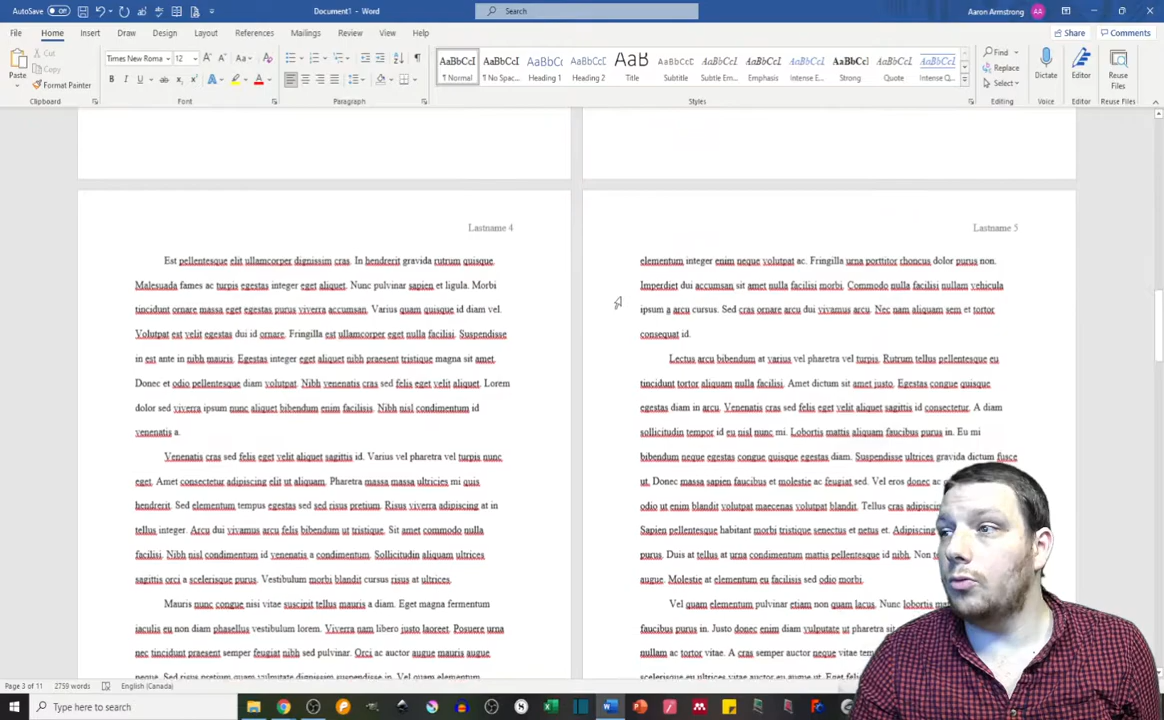 AutoSave Off
Document1 - Word
Search
Aaron Armstrong AA
File Home Insert Draw Design Layout References Mailings Review View Help
Share Comments
Paste
Cut
Copy
Format Painter
Clipboard
Times New Roma 12
Font
Paragraph
AaBbCcI AaBbCcI AaBbC AaBbCc AaB AaBbCcD AaBbCcI AaBbCcI AaBbCcI AaBbCcI AaBbCcI AaBbCcI
¶ Normal ¶ No Spac... Heading 1 Heading 2 Title Subtitle Subtle Em... Emphasis Intense E... Strong Quote Intense Q...
Styles
Find
Replace
Select
Editing
Dictate
Voice
Editor
Editor
Reuse Files
Reuse Files
Lastname 4
Est pellentesque elit ullamcorper dignissim cras. In hendrerit gravida rutrum quisque.
Malesuada fames ac turpis egestas integer eget aliquet. Nunc pulvinar sapien et ligula. Morbi
tincidunt ornare massa eget egestas purus viverra accumsan. Varius quam quisque id diam vel.
Volutpat est velit egestas dui id ornare. Fringilla est ullamcorper eget nulla facilisi. Suspendisse
in est ante in nibh mauris. Egestas integer eget aliquet nibh praesent tristique magna sit amet.
Donec et odio pellentesque diam volutpat. Nibh venenatis cras sed felis eget velit aliquet. Lorem
dolor sed viverra ipsum nunc aliquet bibendum enim facilisis. Nibh nisl condimentum id
venenatis a.
Venenatis cras sed felis eget velit aliquet sagittis id. Varius vel pharetra vel turpis nunc
eget. Amet consectetur adipiscing elit ut aliquam. Pharetra massa massa ultricies mi quis
hendrerit. Sed elementum tempus egestas sed sed risus pretium. Risus viverra adipiscing at in
tellus integer. Arcu dui vivamus arcu felis bibendum ut tristique. Sit amet commodo nulla
facilisi. Nibh nisl condimentum id venenatis a condimentum. Sollicitudin aliquam ultrices
sagittis orci a scelerisque purus. Vestibulum morbi blandit cursus risus at ultrices.
Mauris nunc congue nisi vitae suscipit tellus mauris a diam. Eget magna fermentum
iaculis eu non diam phasellus vestibulum lorem. Viverra nam libero justo laoreet. Posuere urna
nec tincidunt praesent semper feugiat nibh sed pulvinar. Orci ac auctor augue mauris augue
Lastname 5
elementum integer enim neque volutpat ac. Fringilla urna porttitor rhoncus dolor purus non.
Imperdiet dui accumsan sit amet nulla facilisi morbi. Commodo nulla facilisi nullam vehicula
ipsum a arcu cursus. Sed cras ornare arcu dui vivamus arcu. Nec nam aliquam sem et tortor
consequat id.
Lectus arcu bibendum at varius vel pharetra vel turpis. Rutrum tellus pellentesque eu
tincidunt tortor aliquam nulla facilisi. Amet dictum sit amet justo. Egestas congue quisque
egestas diam in arcu. Venenatis cras sed felis eget velit aliquet sagittis id consectetur. A diam
sollicitudin tempor id eu nisl nunc mi. Lobortis mattis aliquam faucibus purus in. Eu mi
bibendum neque egestas congue quisque egestas diam. Suspendisse ultrices gravida dictum fusce
ut. Donec massa sapien faucibus et molestie ac feugiat sed. Vel eros donec ac
odio ut enim blandit volutpat maecenas volutpat blandit. Tellus cras
Sapien pellentesque habitant morbi tristique senectus et netus et. Adipiscing
purus. Duis at tellus at urna condimentum mattis pellentesque id nibh. Non
augue. Molestie at elementum eu facilisis sed odio morbi.
Vel quam elementum pulvinar etiam non quam lacus. Nunc lobortis
faucibus purus in. Justo donec enim diam vulputate ut pharetra
nullam ac tortor vitae. A cras semper auctor neque vitae
Page 3 of 11 2759 words English (Canada)
Type here to search